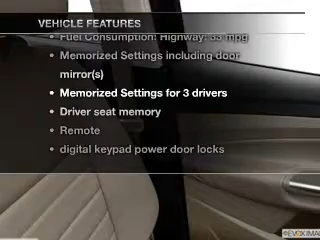 VEHICLE FEATURES
• Fuel Consumption: Highway: 33 mpg
• Memorized Settings including door
mirror(s)
• Memorized Settings for 3 drivers
• Driver seat memory
• Remote
• digital keypad power door locks
©EVOXIMA